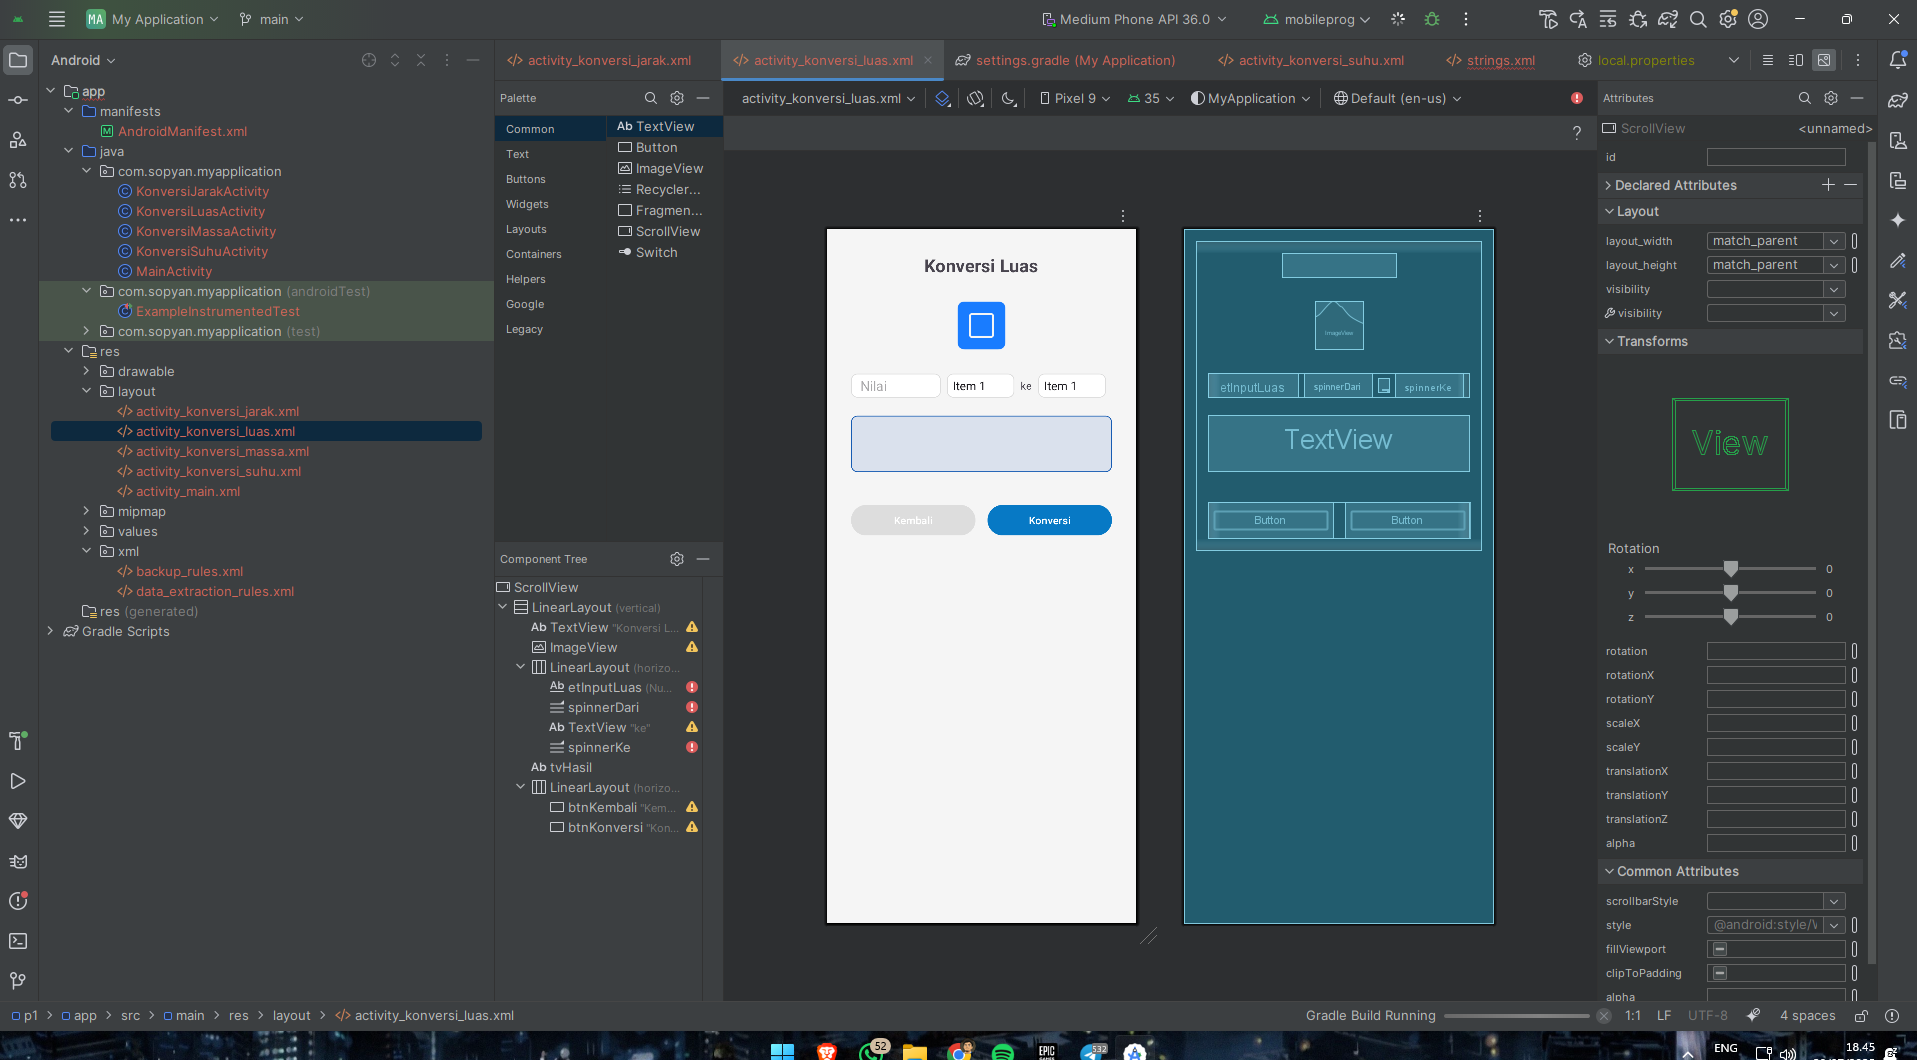 MA My Application
main
Medium Phone API 36.0
mobileprog
Android
activity_konversi_jarak.xml
activity_konversi_luas.xml
settings.gradle (My Application)
activity_konversi_suhu.xml
strings.xml
local.properties
app
manifests
AndroidManifest.xml
java
com.sopyan.myapplication
KonversiJarakActivity
KonversiLuasActivity
KonversiMassaActivity
KonversiSuhuActivity
MainActivity
com.sopyan.myapplication (androidTest)
ExampleInstrumentedTest
com.sopyan.myapplication (test)
res
drawable
layout
activity_konversi_jarak.xml
activity_konversi_luas.xml
activity_konversi_massa.xml
activity_konversi_suhu.xml
activity_main.xml
mipmap
values
xml
backup_rules.xml
data_extraction_rules.xml
res (generated)
Gradle Scripts
Palette
Common
Text
Buttons
Widgets
Layouts
Containers
Helpers
Google
Legacy
Ab TextView
Button
ImageView
Recycler...
Fragmen...
ScrollView
Switch
Component Tree
ScrollView
LinearLayout (vertical)
Ab TextView "Konversi L...
ImageView
LinearLayout (horizo...
Ab etInputLuas (Nu...
spinnerDari
Ab TextView "ke"
spinnerKe
Ab tvHasil
LinearLayout (horizo...
btnKembali "Kem...
btnKonversi "Kon...
activity_konversi_luas.xml
Pixel 9
35
MyApplication
Default (en-us)
?
Konversi Luas
Nilai
Item 1
ke
Item 1
Kembali
Konversi
ImageView
etInputLuas
spinnerDari
spinnerKe
TextView
Button
Button
Attributes
ScrollView
<unnamed>
id
Declared Attributes
Layout
layout_width match_parent
layout_height match_parent
visibility
visibility
Transforms
View
Rotation
x 0
y 0
z 0
rotation
rotationX
rotationY
scaleX
scaleY
translationX
translationY
translationZ
alpha
Common Attributes
scrollbarStyle
style @android:style/
fillViewport
clipToPadding
alpha
p1 > app > src > main > res > layout > activity_konversi_luas.xml
Gradle Build Running
1:1 LF UTF-8 4 spaces
52
EPIC
532
ENG
18.45